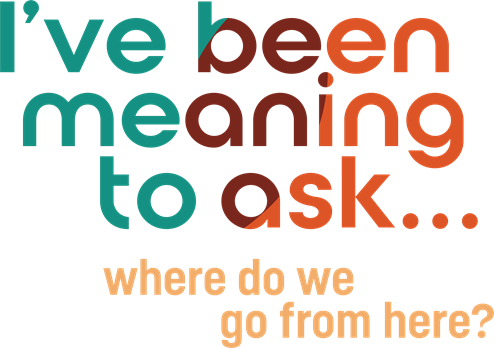 I've been
meaning
to ask...
where do we
go from here?